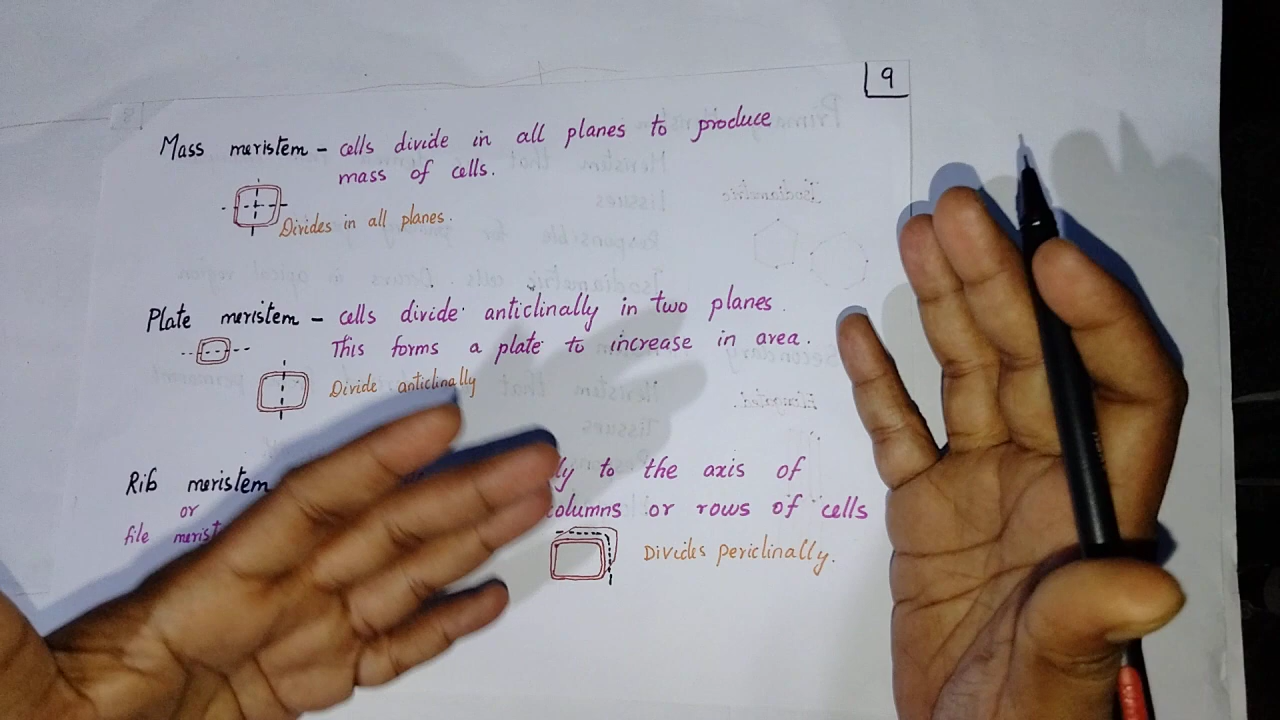 9
Mass meristem - cells divide in all planes to produce
mass of cells.
Divides in all planes.
Plate meristem - cells divide anticlinally in two planes.
This forms a plate to increase in area.
Divide anticlinally
Rib meristem to the axis of
or columns or rows of cells
file
Divides periclinally.